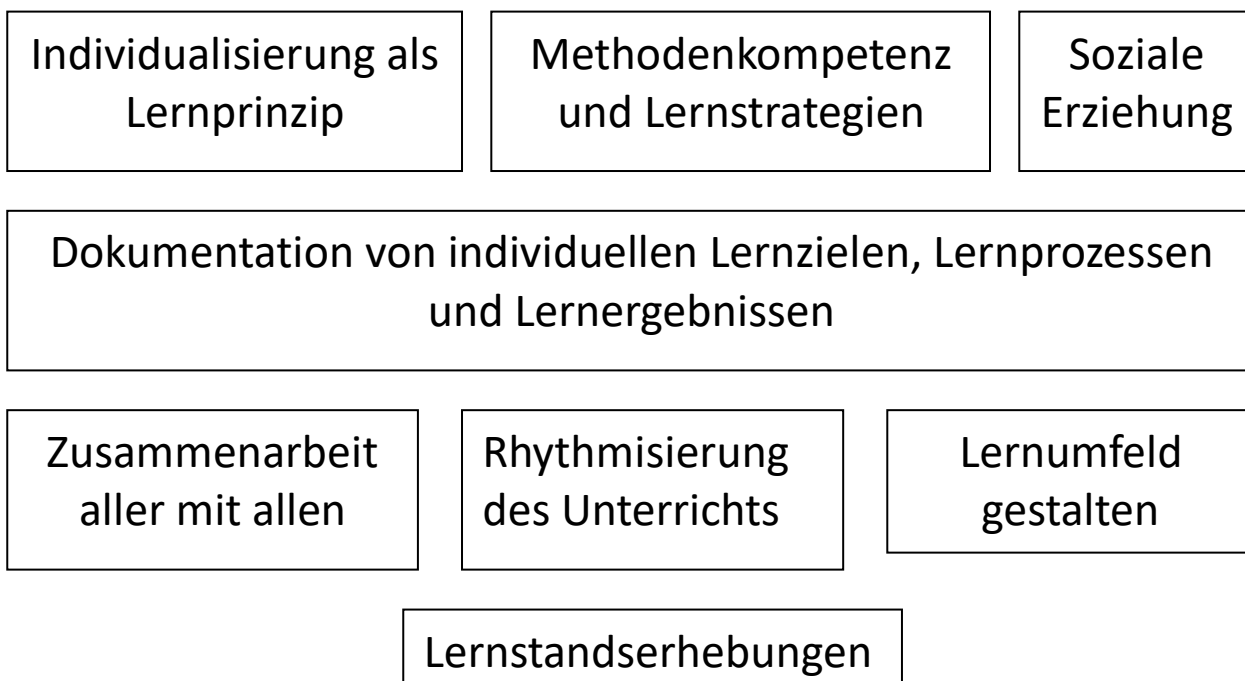 Individualisierung als
Lernprinzip
Methodenkompetenz
und Lernstrategien
Soziale
Erziehung
Dokumentation von individuellen Lernzielen, Lernprozessen
und Lernergebnissen
Zusammenarbeit
aller mit allen
Rhythmisierung
des Unterrichts
Lernumfeld
gestalten
Lernstandserhebungen